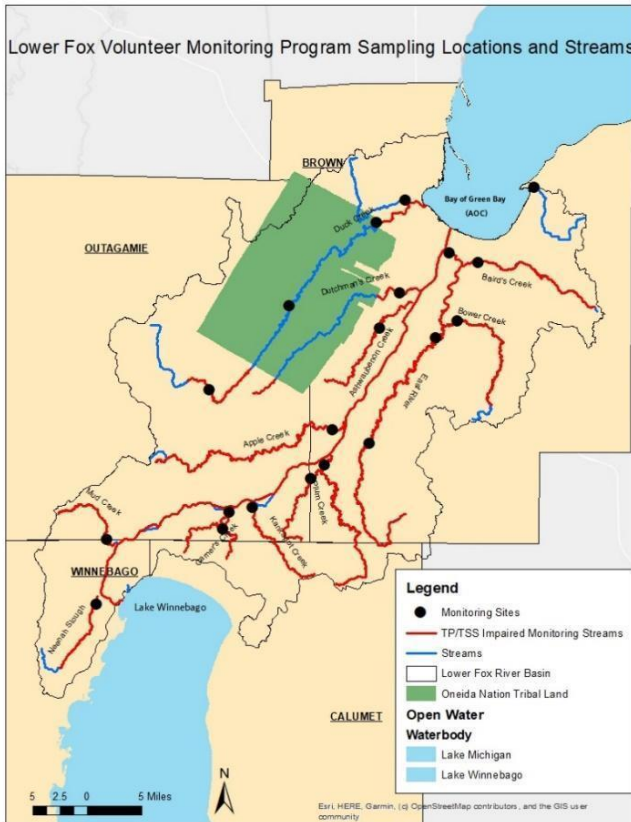 Lower Fox Volunteer Monitoring Program Sampling Locations and Streams
BROWN
Bay of Green Bay
(AOC)
Duck Creek
OUTAGAMIE
Dutchman's Creek
Baird's Creek
Bower Creek
Ashwaubenon Creek
East River
Apple Creek
Plum Creek
Mud Creek
Kankapot Creek
Garner's Creek
WINNEBAGO
Neenah Slough
Lake Winnebago
CALUMET
Legend
Monitoring Sites
TP/TSS Impaired Monitoring Streams
Streams
Lower Fox River Basin
Oneida Nation Tribal Land
Open Water
Waterbody
Lake Michigan
Lake Winnebago
N
5 2.5 0 5 Miles
Esri, HERE, Garmin, (c) OpenStreetMap contributors, and the GIS user
community